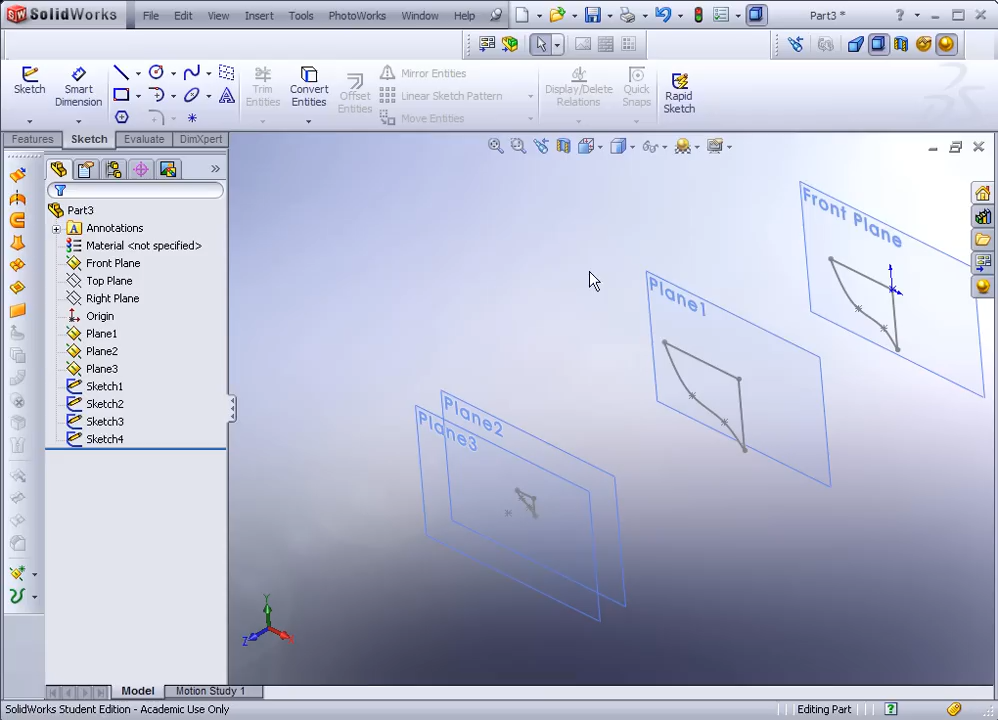 SolidWorks File Edit View Insert Tools PhotoWorks Window Help Part3 * ?
Sketch Smart Dimension Trim Entities Convert Entities Offset Entities Mirror Entities Linear Sketch Pattern Move Entities Display/Delete Relations Quick Snaps Rapid Sketch
Features Sketch Evaluate DimXpert
Part3
Annotations
Material <not specified>
Front Plane
Top Plane
Right Plane
Origin
Plane1
Plane2
Plane3
Sketch1
Sketch2
Sketch3
Sketch4
Front Plane
Plane1
Plane2
Plane3
Y
Z
Model Motion Study 1
SolidWorks Student Edition - Academic Use Only Editing Part ?